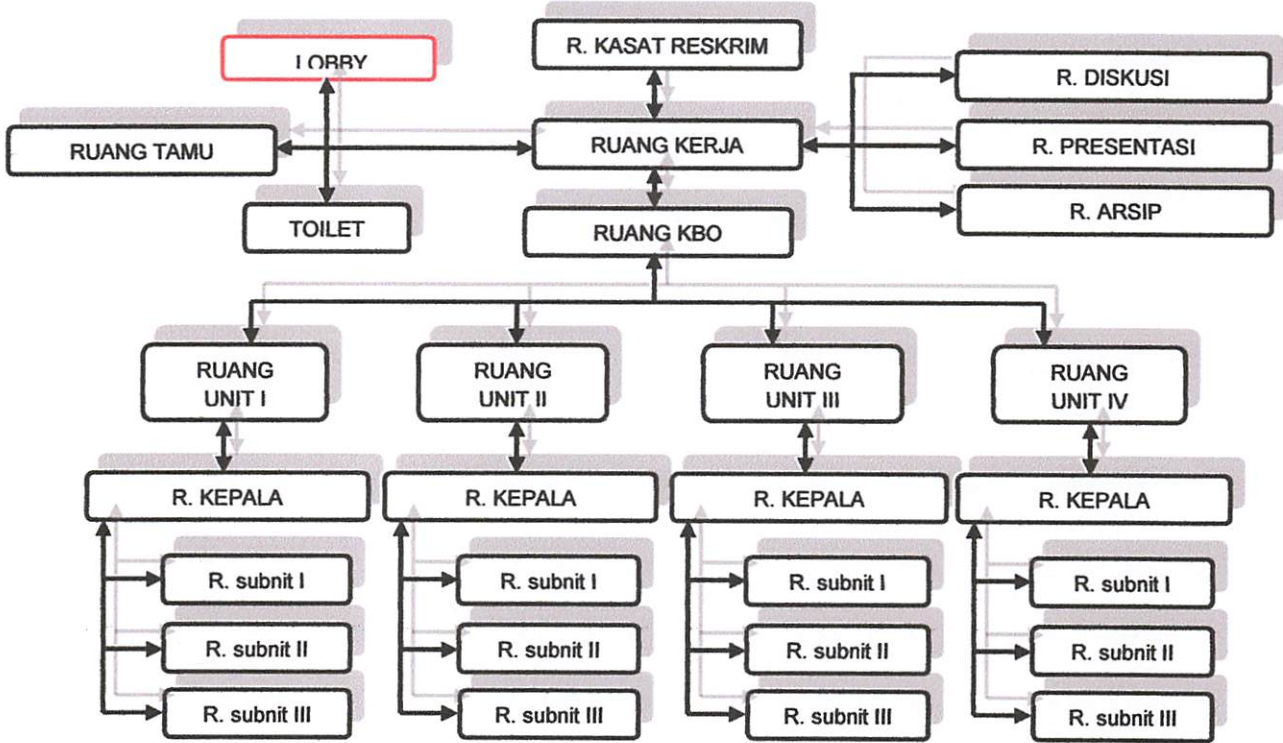 LOBBY
R. KASAT RESKRIM
R. DISKUSI
RUANG TAMU
RUANG KERJA
R. PRESENTASI
TOILET
RUANG KBO
R. ARSIP
RUANG
UNIT I
RUANG
UNIT II
RUANG
UNIT III
RUANG
UNIT IV
R. KEPALA
R. KEPALA
R. KEPALA
R. KEPALA
R. subnit I
R. subnit I
R. subnit I
R. subnit I
R. subnit II
R. subnit II
R. subnit II
R. subnit II
R. subnit III
R. subnit III
R. subnit III
R. subnit III